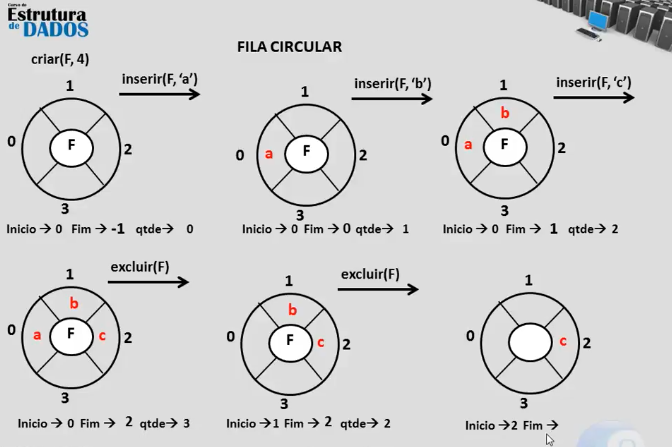 Curso de
Estrutura
de DADOS
FILA CIRCULAR
criar(F, 4)
inserir(F, 'a')
inserir(F, 'b')
inserir(F, 'c')
1
0 F 2
3
Inicio → 0 Fim → -1 qtde→ 0
1
0 a F 2
3
Inicio → 0 Fim → 0 qtde→ 1
1
b
0 a F 2
3
Inicio → 0 Fim → 1 qtde→ 2
excluir(F)
excluir(F)
1
b
0 a F c 2
3
Inicio → 0 Fim → 2 qtde→ 3
1
b
0 F c 2
3
Inicio →1 Fim → 2 qtde→ 2
1
0 c 2
3
Inicio →2 Fim →